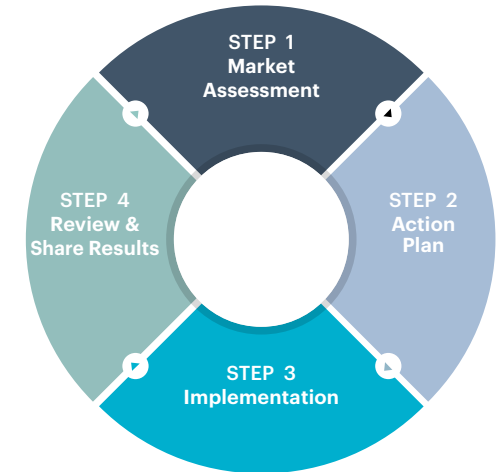 STEP 1
Market
Assessment
STEP 2
Action
Plan
STEP 3
Implementation
STEP 4
Review &
Share Results